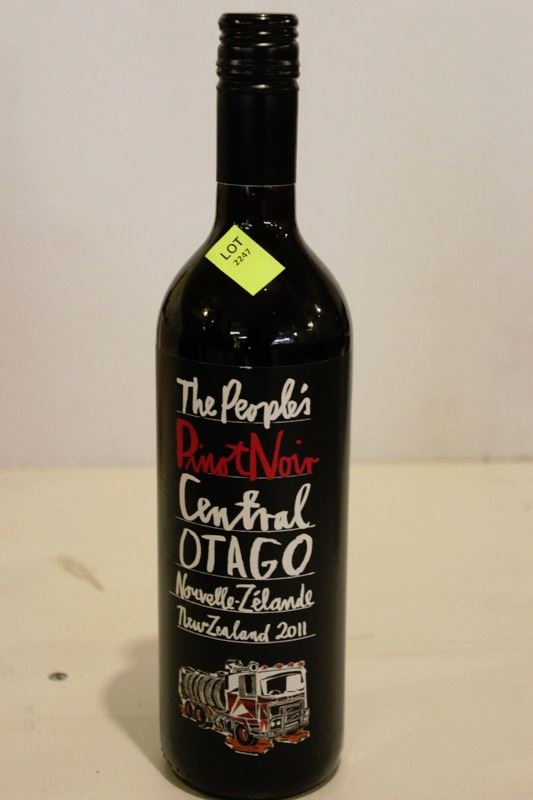 LOT
2247
The People's
Pinot Noir
Central
OTAGO
Nouvelle-Zélande
New Zealand 2011